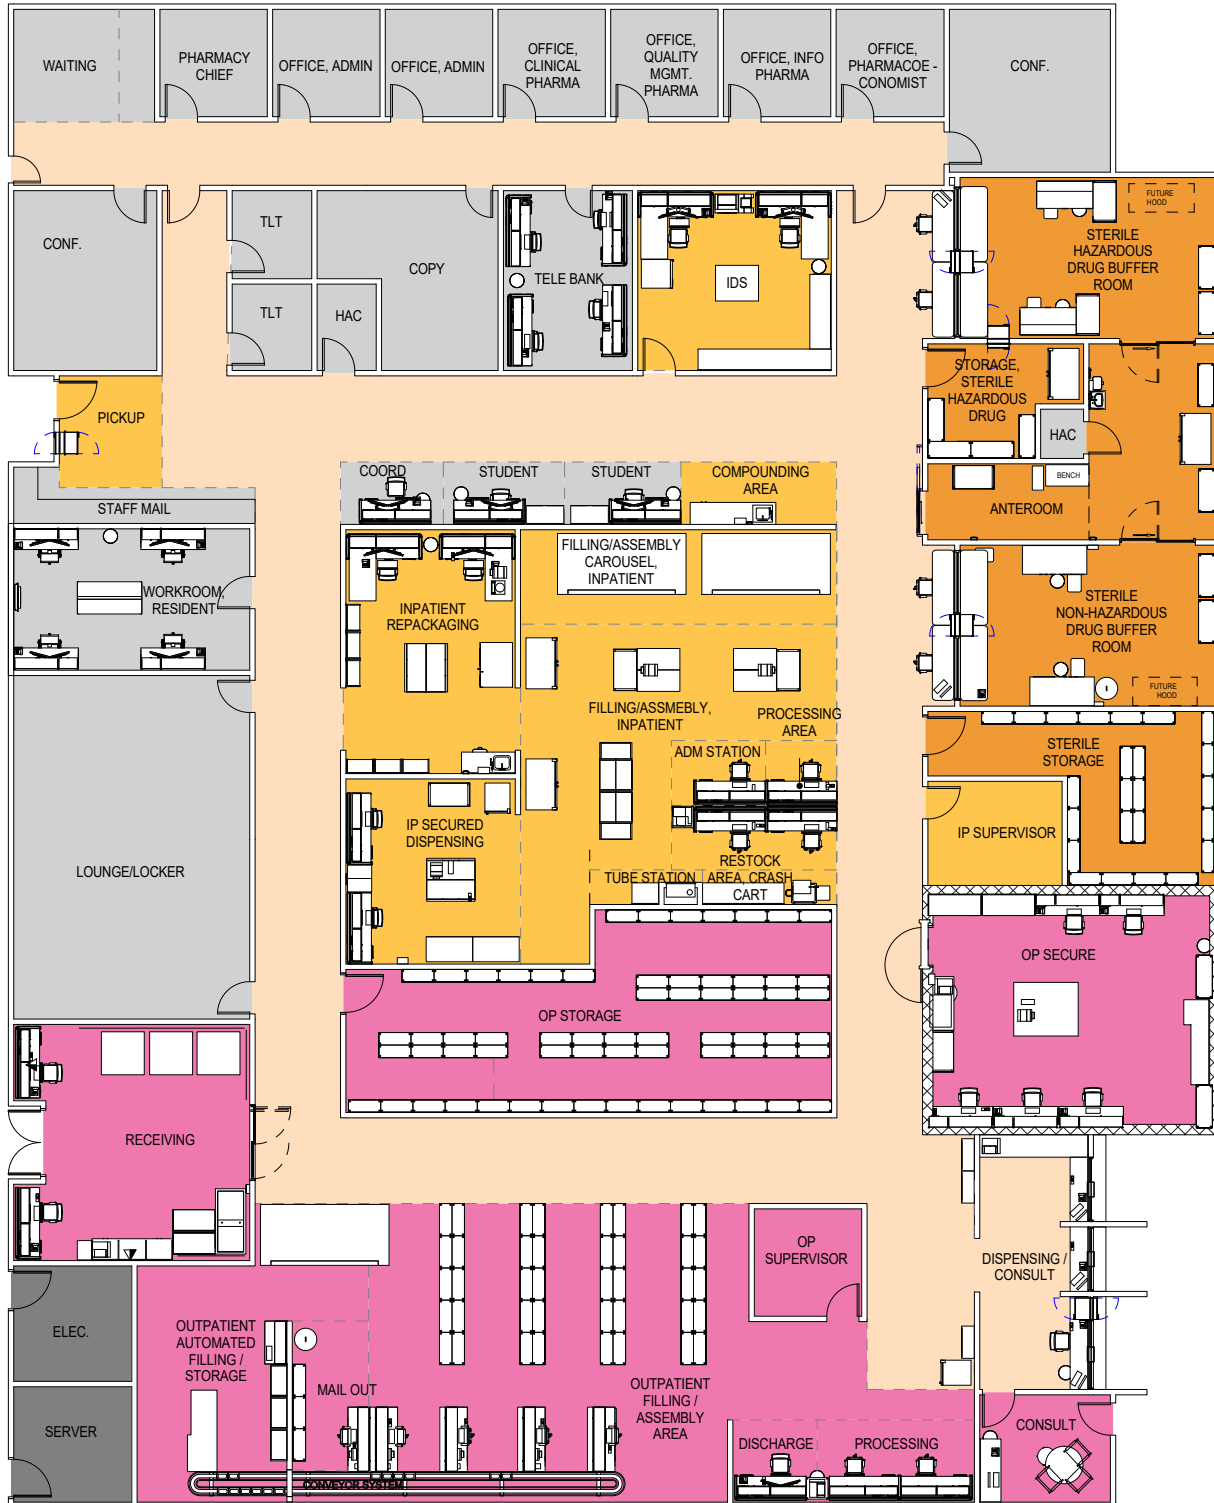 WAITING
PHARMACY
CHIEF
OFFICE, ADMIN
OFFICE, ADMIN
OFFICE,
CLINICAL
PHARMA
OFFICE,
QUALITY
MGMT.
PHARMA
OFFICE, INFO
PHARMA
OFFICE,
PHARMACOE -
CONOMIST
CONF.
CONF.
TLT
TLT
HAC
COPY
TELE BANK
IDS
FUTURE
HOOD
STERILE
HAZARDOUS
DRUG BUFFER
ROOM
STORAGE,
STERILE
HAZARDOUS
DRUG
HAC
BENCH
ANTEROOM
PICKUP
STAFF MAIL
COORD
STUDENT
STUDENT
COMPOUNDING
AREA
WORKROOM,
RESIDENT
FILLING/ASSEMBLY
CAROUSEL,
INPATIENT
INPATIENT
REPACKAGING
STERILE
NON-HAZARDOUS
DRUG BUFFER
ROOM
FUTURE
HOOD
FILLING/ASSMEBLY,
INPATIENT
PROCESSING
AREA
ADM STATION
STERILE
STORAGE
IP SECURED
DISPENSING
IP SUPERVISOR
LOUNGE/LOCKER
TUBE STATION
RESTOCK
AREA, CRASH
CART
OP SECURE
OP STORAGE
RECEIVING
OP
SUPERVISOR
DISPENSING /
CONSULT
ELEC.
OUTPATIENT
AUTOMATED
FILLING /
STORAGE
MAIL OUT
OUTPATIENT
FILLING /
ASSEMBLY
AREA
SERVER
DISCHARGE
PROCESSING
CONSULT
CONVEYOR SYSTEM